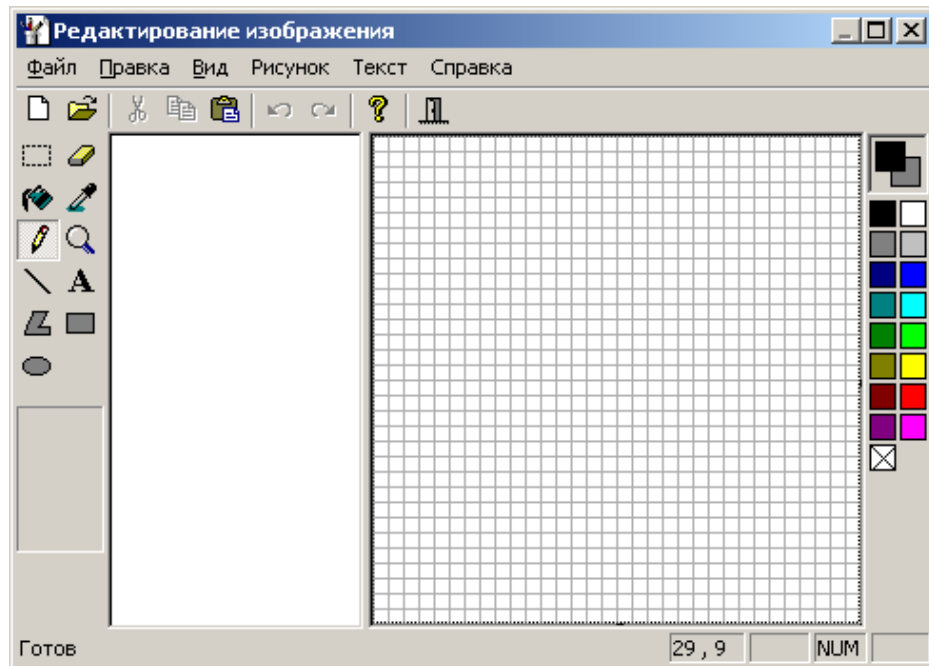 Редактирование изображения
Файл Правка Вид Рисунок Текст Справка
A
Готов 29 , 9 NUM